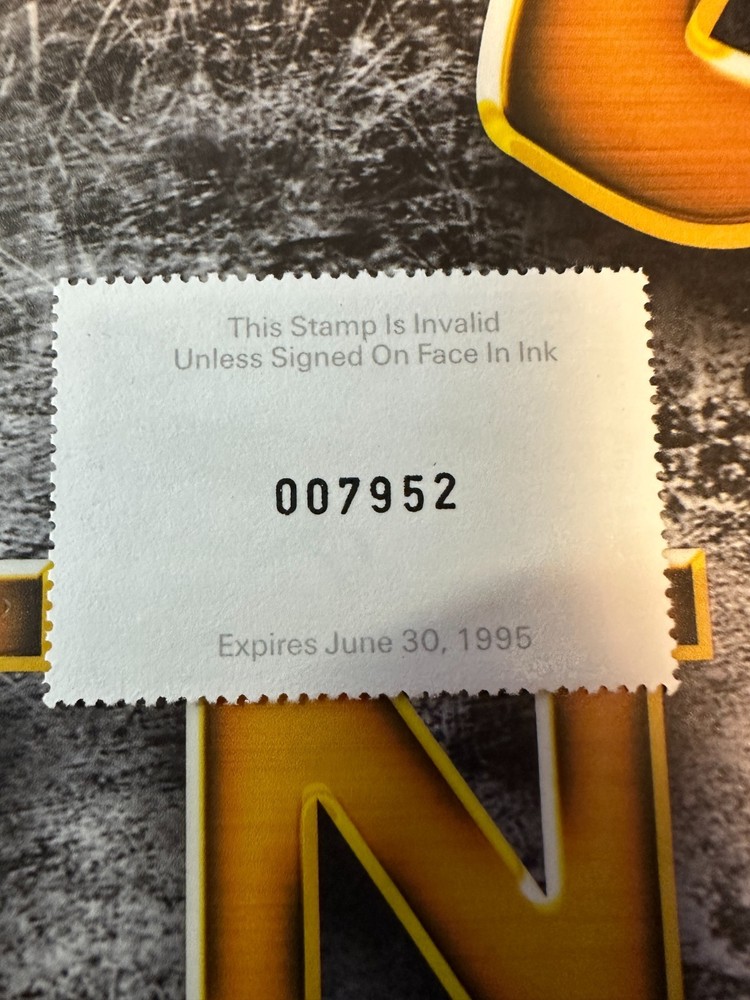 This Stamp Is Invalid
Unless Signed On Face In Ink
007952
Expires June 30, 1995
N